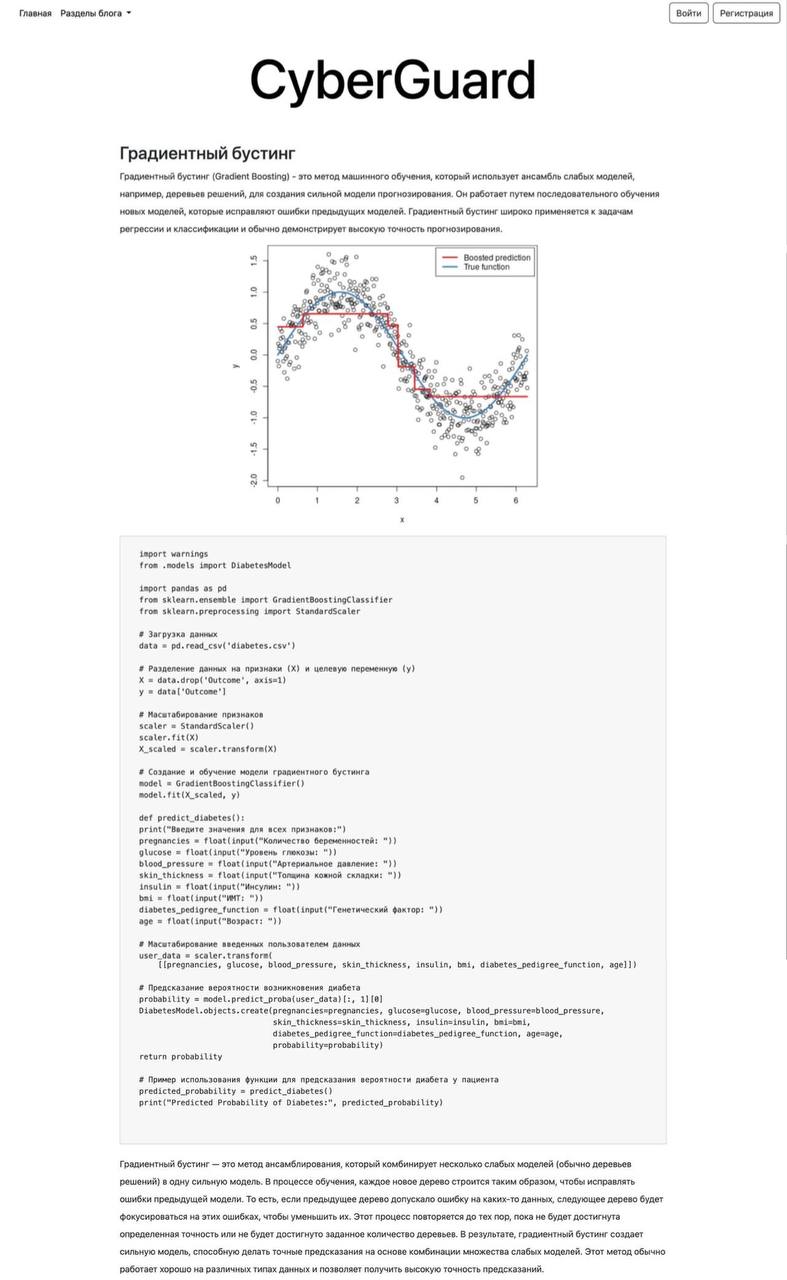 Главная Разделы блога Войти Регистрация
CyberGuard
Градиентный бустинг
Градиентный бустинг (Gradient Boosting) - это метод машинного обучения, который использует ансамбль слабых моделей,
например, деревьев решений, для создания сильной модели прогнозирования. Он работает путем последовательного обучения
новых моделей, которые исправляют ошибки предыдущих моделей. Градиентный бустинг широко применяется к задачам
регрессии и классификации и обычно демонстрирует высокую точность прогнозирования.
Boosted prediction
True function
1.5
1.0
0.5
0.0
-0.5
-1.0
-1.5
-2.0
y
0 1 2 3 4 5 6
x
import warnings
from .models import DiabetesModel
import pandas as pd
from sklearn.ensemble import GradientBoostingClassifier
from sklearn.preprocessing import StandardScaler
# Загрузка данных
data = pd.read_csv('diabetes.csv')
# Разделение данных на признаки (X) и целевую переменную (y)
X = data.drop('Outcome', axis=1)
y = data['Outcome']
# Масштабирование признаков
scaler = StandardScaler()
scaler.fit(X)
X_scaled = scaler.transform(X)
# Создание и обучение модели градиентного бустинга
model = GradientBoostingClassifier()
model.fit(X_scaled, y)
def predict_diabetes():
print("Введите значения для всех признаков:")
pregnancies = float(input("Количество беременностей: "))
glucose = float(input("Уровень глюкозы: "))
blood_pressure = float(input("Артериальное давление: "))
skin_thickness = float(input("Толщина кожной складки: "))
insulin = float(input("Инсулин: "))
bmi = float(input("ИМТ: "))
diabetes_pedigree_function = float(input("Генетический фактор: "))
age = float(input("Возраст: "))
# Масштабирование введенных пользователем данных
user_data = scaler.transform(
[[pregnancies, glucose, blood_pressure, skin_thickness, insulin, bmi, diabetes_pedigree_function, age]])
# Предсказание вероятности возникновения диабета
probability = model.predict_proba(user_data)[:, 1][0]
DiabetesModel.objects.create(pregnancies=pregnancies, glucose=glucose, blood_pressure=blood_pressure,
skin_thickness=skin_thickness, insulin=insulin, bmi=bmi,
diabetes_pedigree_function=diabetes_pedigree_function, age=age,
probability=probability)
return probability
# Пример использования функции для предсказания вероятности диабета у пациента
predicted_probability = predict_diabetes()
print("Predicted Probability of Diabetes:", predicted_probability)
Градиентный бустинг — это метод ансамблирования, который комбинирует несколько слабых моделей (обычно деревьев
решений) в одну сильную модель. В процессе обучения, каждое новое дерево строится таким образом, чтобы исправлять
ошибки предыдущей модели. То есть, если предыдущее дерево допускало ошибку на каких-то данных, следующее дерево будет
фокусироваться на этих ошибках, чтобы уменьшить их. Этот процесс повторяется до тех пор, пока не будет достигнута
определенная точность или не будет достигнуто заданное количество деревьев. В результате, градиентный бустинг создает
сильную модель, способную делать точные предсказания на основе комбинации множества слабых моделей. Этот метод обычно
работает хорошо на различных типах данных и позволяет получить высокую точность предсказаний.